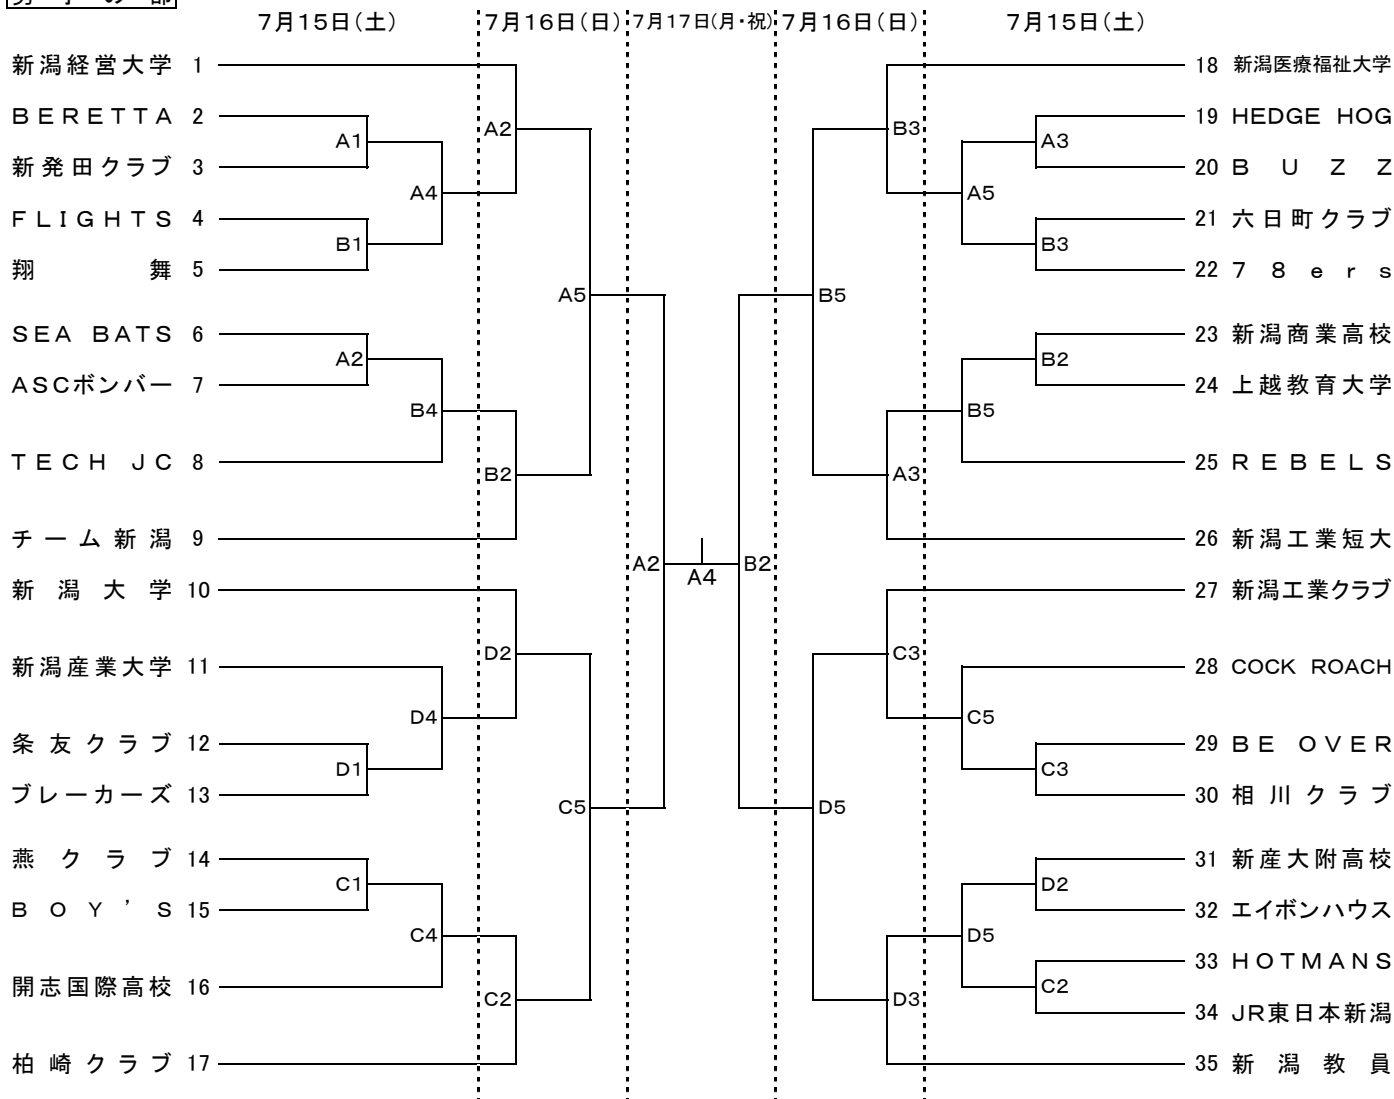 男子の部
7月15日(土) 7月16日(日) 7月17日(月・祝) 7月16日(日) 7月15日(土)
新潟経営大学 1
BERETTA 2
新発田クラブ 3
FLIGHTS 4
翔舞 5
SEA BATS 6
ASCボンバー 7
TECH JC 8
チーム新潟 9
新潟大学 10
新潟産業大学 11
条友クラブ 12
ブレーカーズ 13
燕クラブ 14
BOY'S 15
開志国際高校 16
柏崎クラブ 17
A1
B1
A2
D1
C1
A4
B4
D4
C4
A2
B2
D2
C2
A5
C5
A2
A4
B2
B5
D5
B3
A3
C3
D3
A5
B5
C5
D5
A3
B3
B2
C3
D2
C2
18 新潟医療福祉大学
19 HEDGE HOG
20 BUZZ
21 六日町クラブ
22 78ers
23 新潟商業高校
24 上越教育大学
25 REBELS
26 新潟工業短大
27 新潟工業クラブ
28 COCK ROACH
29 BE OVER
30 相川クラブ
31 新産大附高校
32 エイボンハウス
33 HOTMANS
34 JR東日本新潟
35 新潟教員